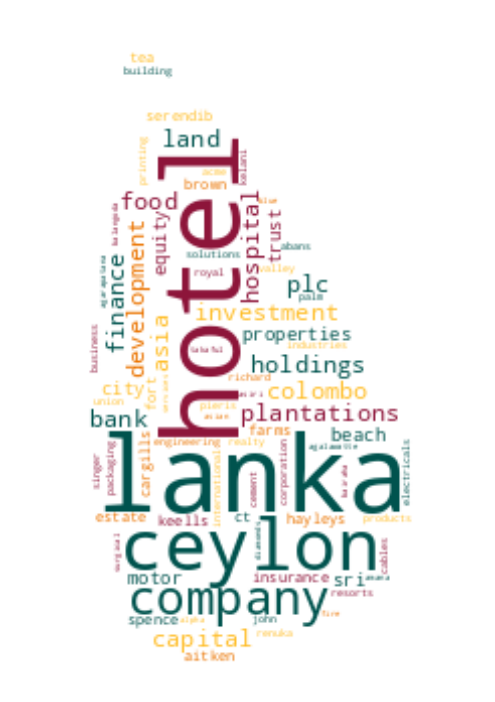 tea
building
serendib
printing
land
acme
kelani
brown
food
hotel
blue
equity
hospital
trust
development
abans
solutions
finance
royal
valley
plc
palm
asia
investment
business
properties
industries
takaful
holdings
richard
city
fort
colombo
union
pieris
asian
plantations
bank
farms
beach
lanka
engineering
realty
agalawatte
singer
packaging
cargills
international
cement
corporation
electricals
estate
keells
ct
hayleys
products
ceylon
diamonds
cables
motor
insurance
sri
company
resorts
spence
alpha
john
fire
capital
renuka
aitken